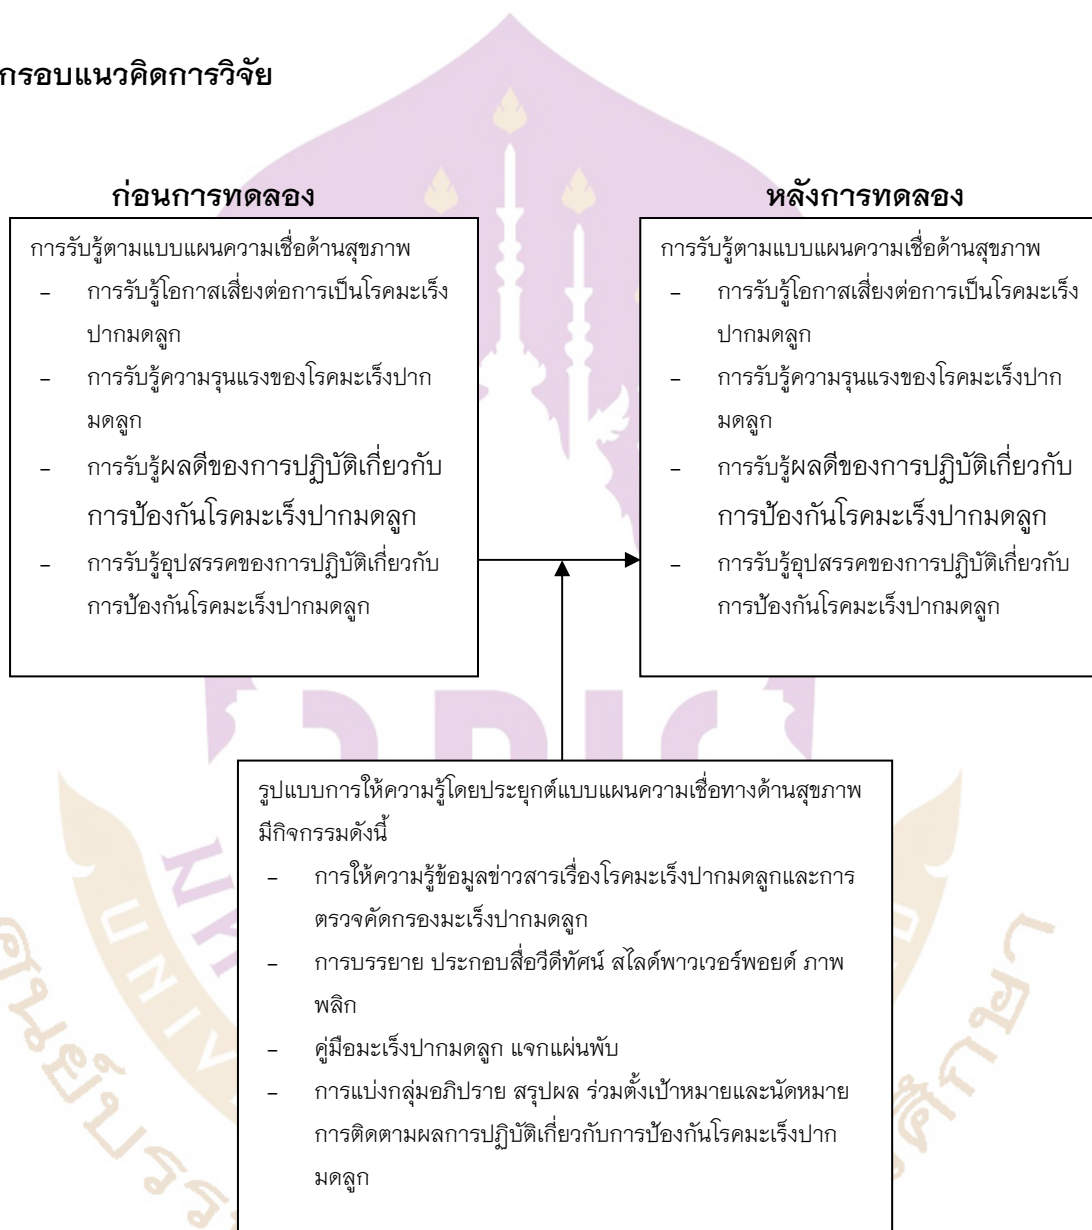 กรอบแนวคิดการวิจัย
ก่อนการทดลอง
การรับรู้ตามแบบแผนความเชื่อด้านสุขภาพ
- การรับรู้โอกาสเสี่ยงต่อการเป็นโรคมะเร็ง
ปากมดลูก
- การรับรู้ความรุนแรงของโรคมะเร็งปาก
มดลูก
- การรับรู้ผลดีของการปฏิบัติเกี่ยวกับ
การป้องกันโรคมะเร็งปากมดลูก
- การรับรู้อุปสรรคของการปฏิบัติเกี่ยวกับ
การป้องกันโรคมะเร็งปากมดลูก
หลังการทดลอง
การรับรู้ตามแบบแผนความเชื่อด้านสุขภาพ
- การรับรู้โอกาสเสี่ยงต่อการเป็นโรคมะเร็ง
ปากมดลูก
- การรับรู้ความรุนแรงของโรคมะเร็งปาก
มดลูก
- การรับรู้ผลดีของการปฏิบัติเกี่ยวกับ
การป้องกันโรคมะเร็งปากมดลูก
- การรับรู้อุปสรรคของการปฏิบัติเกี่ยวกับ
การป้องกันโรคมะเร็งปากมดลูก
รูปแบบการให้ความรู้โดยประยุกต์แบบแผนความเชื่อทางด้านสุขภาพ
มีกิจกรรมดังนี้
- การให้ความรู้ข้อมูลข่าวสารเรื่องโรคมะเร็งปากมดลูกและการ
ตรวจคัดกรองมะเร็งปากมดลูก
- การบรรยาย ประกอบสื่อวีดีทัศน์ สไลด์พาวเวอร์พอยด์ ภาพ
พลิก
- คู่มือมะเร็งปากมดลูก แจกแผ่นพับ
- การแบ่งกลุ่มอภิปราย สรุปผล ร่วมตั้งเป้าหมายและนัดหมาย
การติดตามผลการปฏิบัติเกี่ยวกับการป้องกันโรคมะเร็งปาก
มดลูก